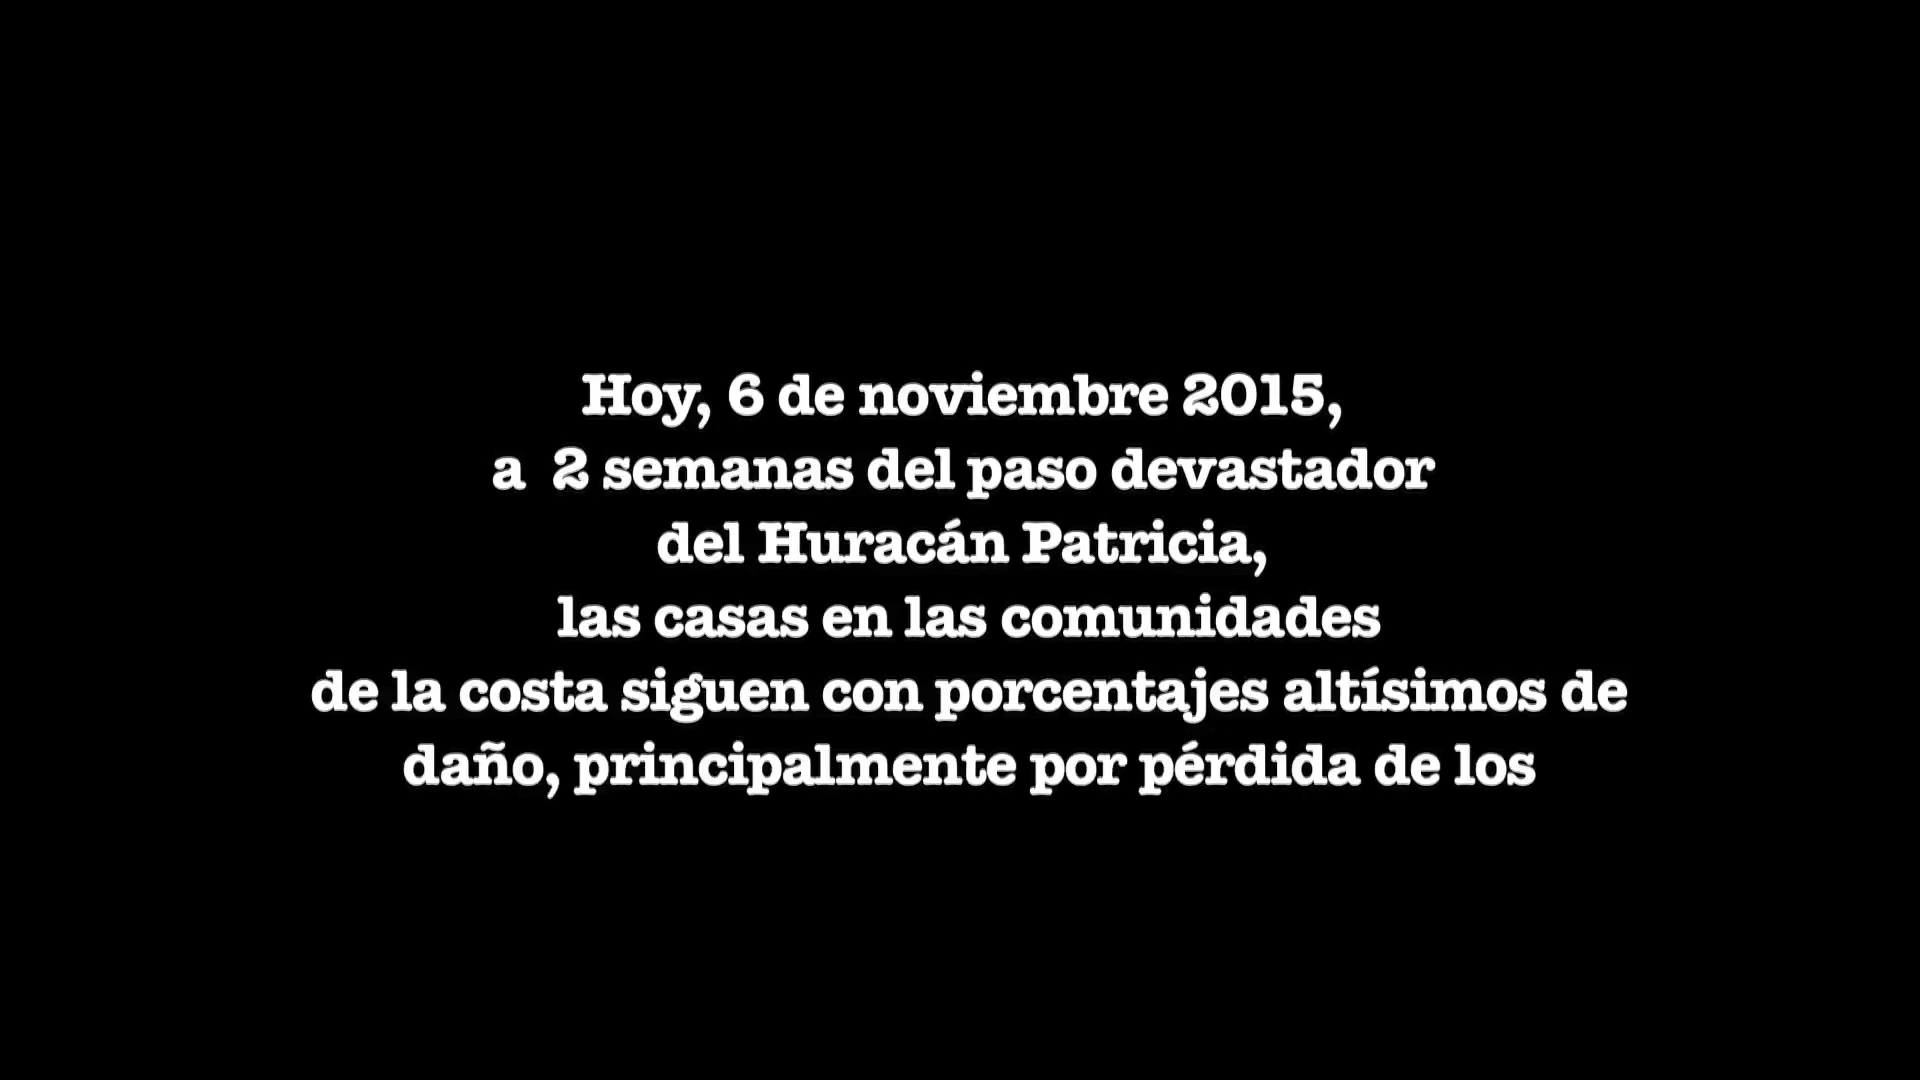 Hoy, 6 de noviembre 2015,
a  2 semanas del paso devastador
del Huracán Patricia,
las casas en las comunidades
de la costa siguen con porcentajes altísimos de
daño, principalmente por pérdida de los